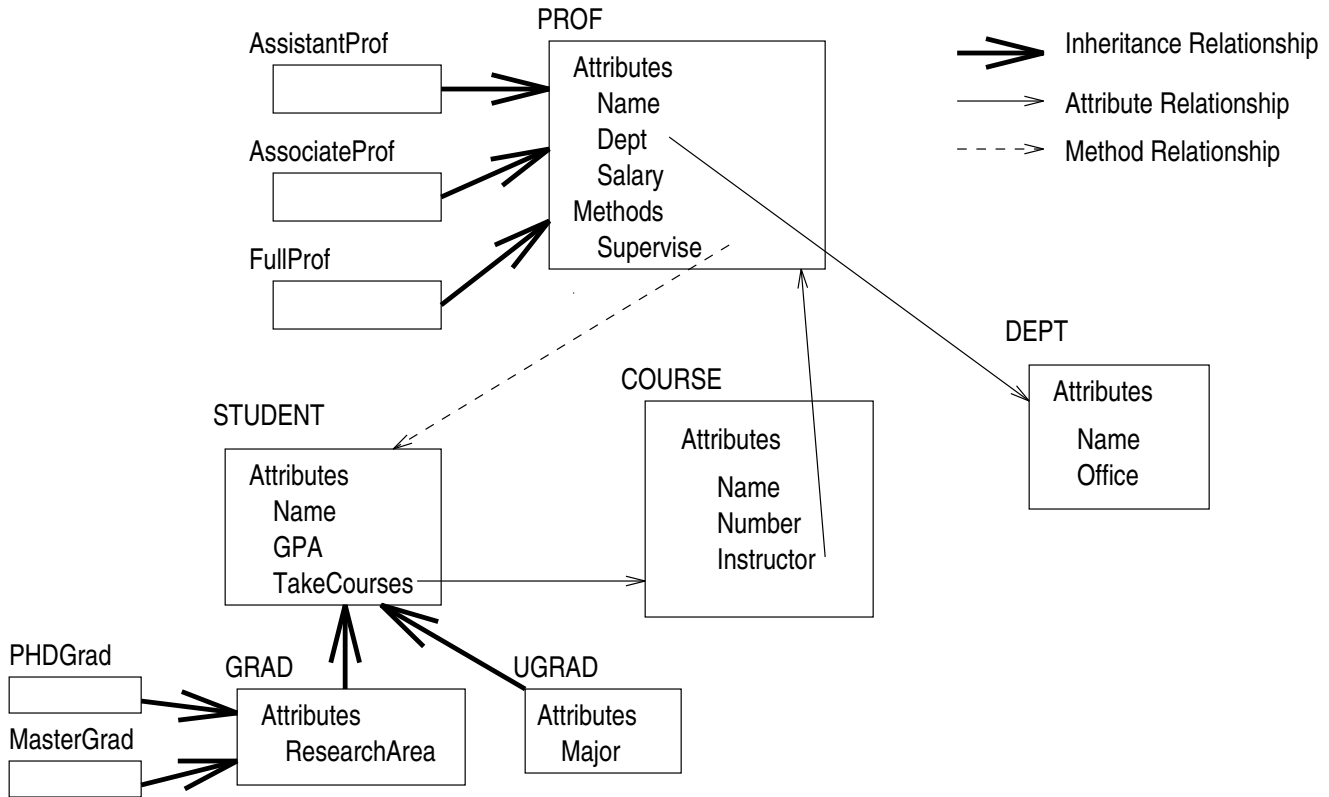 PROF
AssistantProf
Attributes
Name
Dept
Salary
Methods
Supervise
AssociateProf
FullProf
Inheritance Relationship
Attribute Relationship
Method Relationship
DEPT
Attributes
Name
Office
COURSE
Attributes
Name
Number
Instructor
STUDENT
Attributes
Name
GPA
TakeCourses
PHDGrad
MasterGrad
GRAD
Attributes
ResearchArea
UGRAD
Attributes
Major